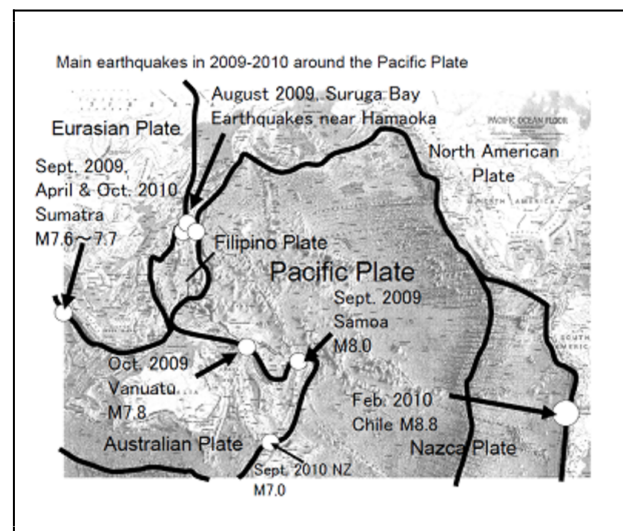 Main earthquakes in 2009-2010 around the Pacific Plate
August 2009, Suruga Bay
Earthquakes near Hamaoka
Eurasian Plate
PACIFIC OCEAN FLOOR
North American
Plate
Sept. 2009,
April & Oct. 2010
Sumatra
M7.6～7.7
Filipino Plate
Pacific Plate
Sept. 2009
Samoa
M8.0
Oct. 2009
Vanuatu
M7.8
Feb. 2010
Chile M8.8
Australian Plate
Nazca Plate
Sept. 2010 NZ
M7.0
SOUTH